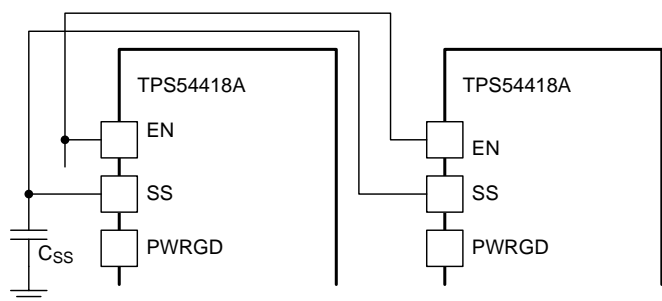 TPS54418A
EN
SS
PWRGD
CSS
TPS54418A
EN
SS
PWRGD